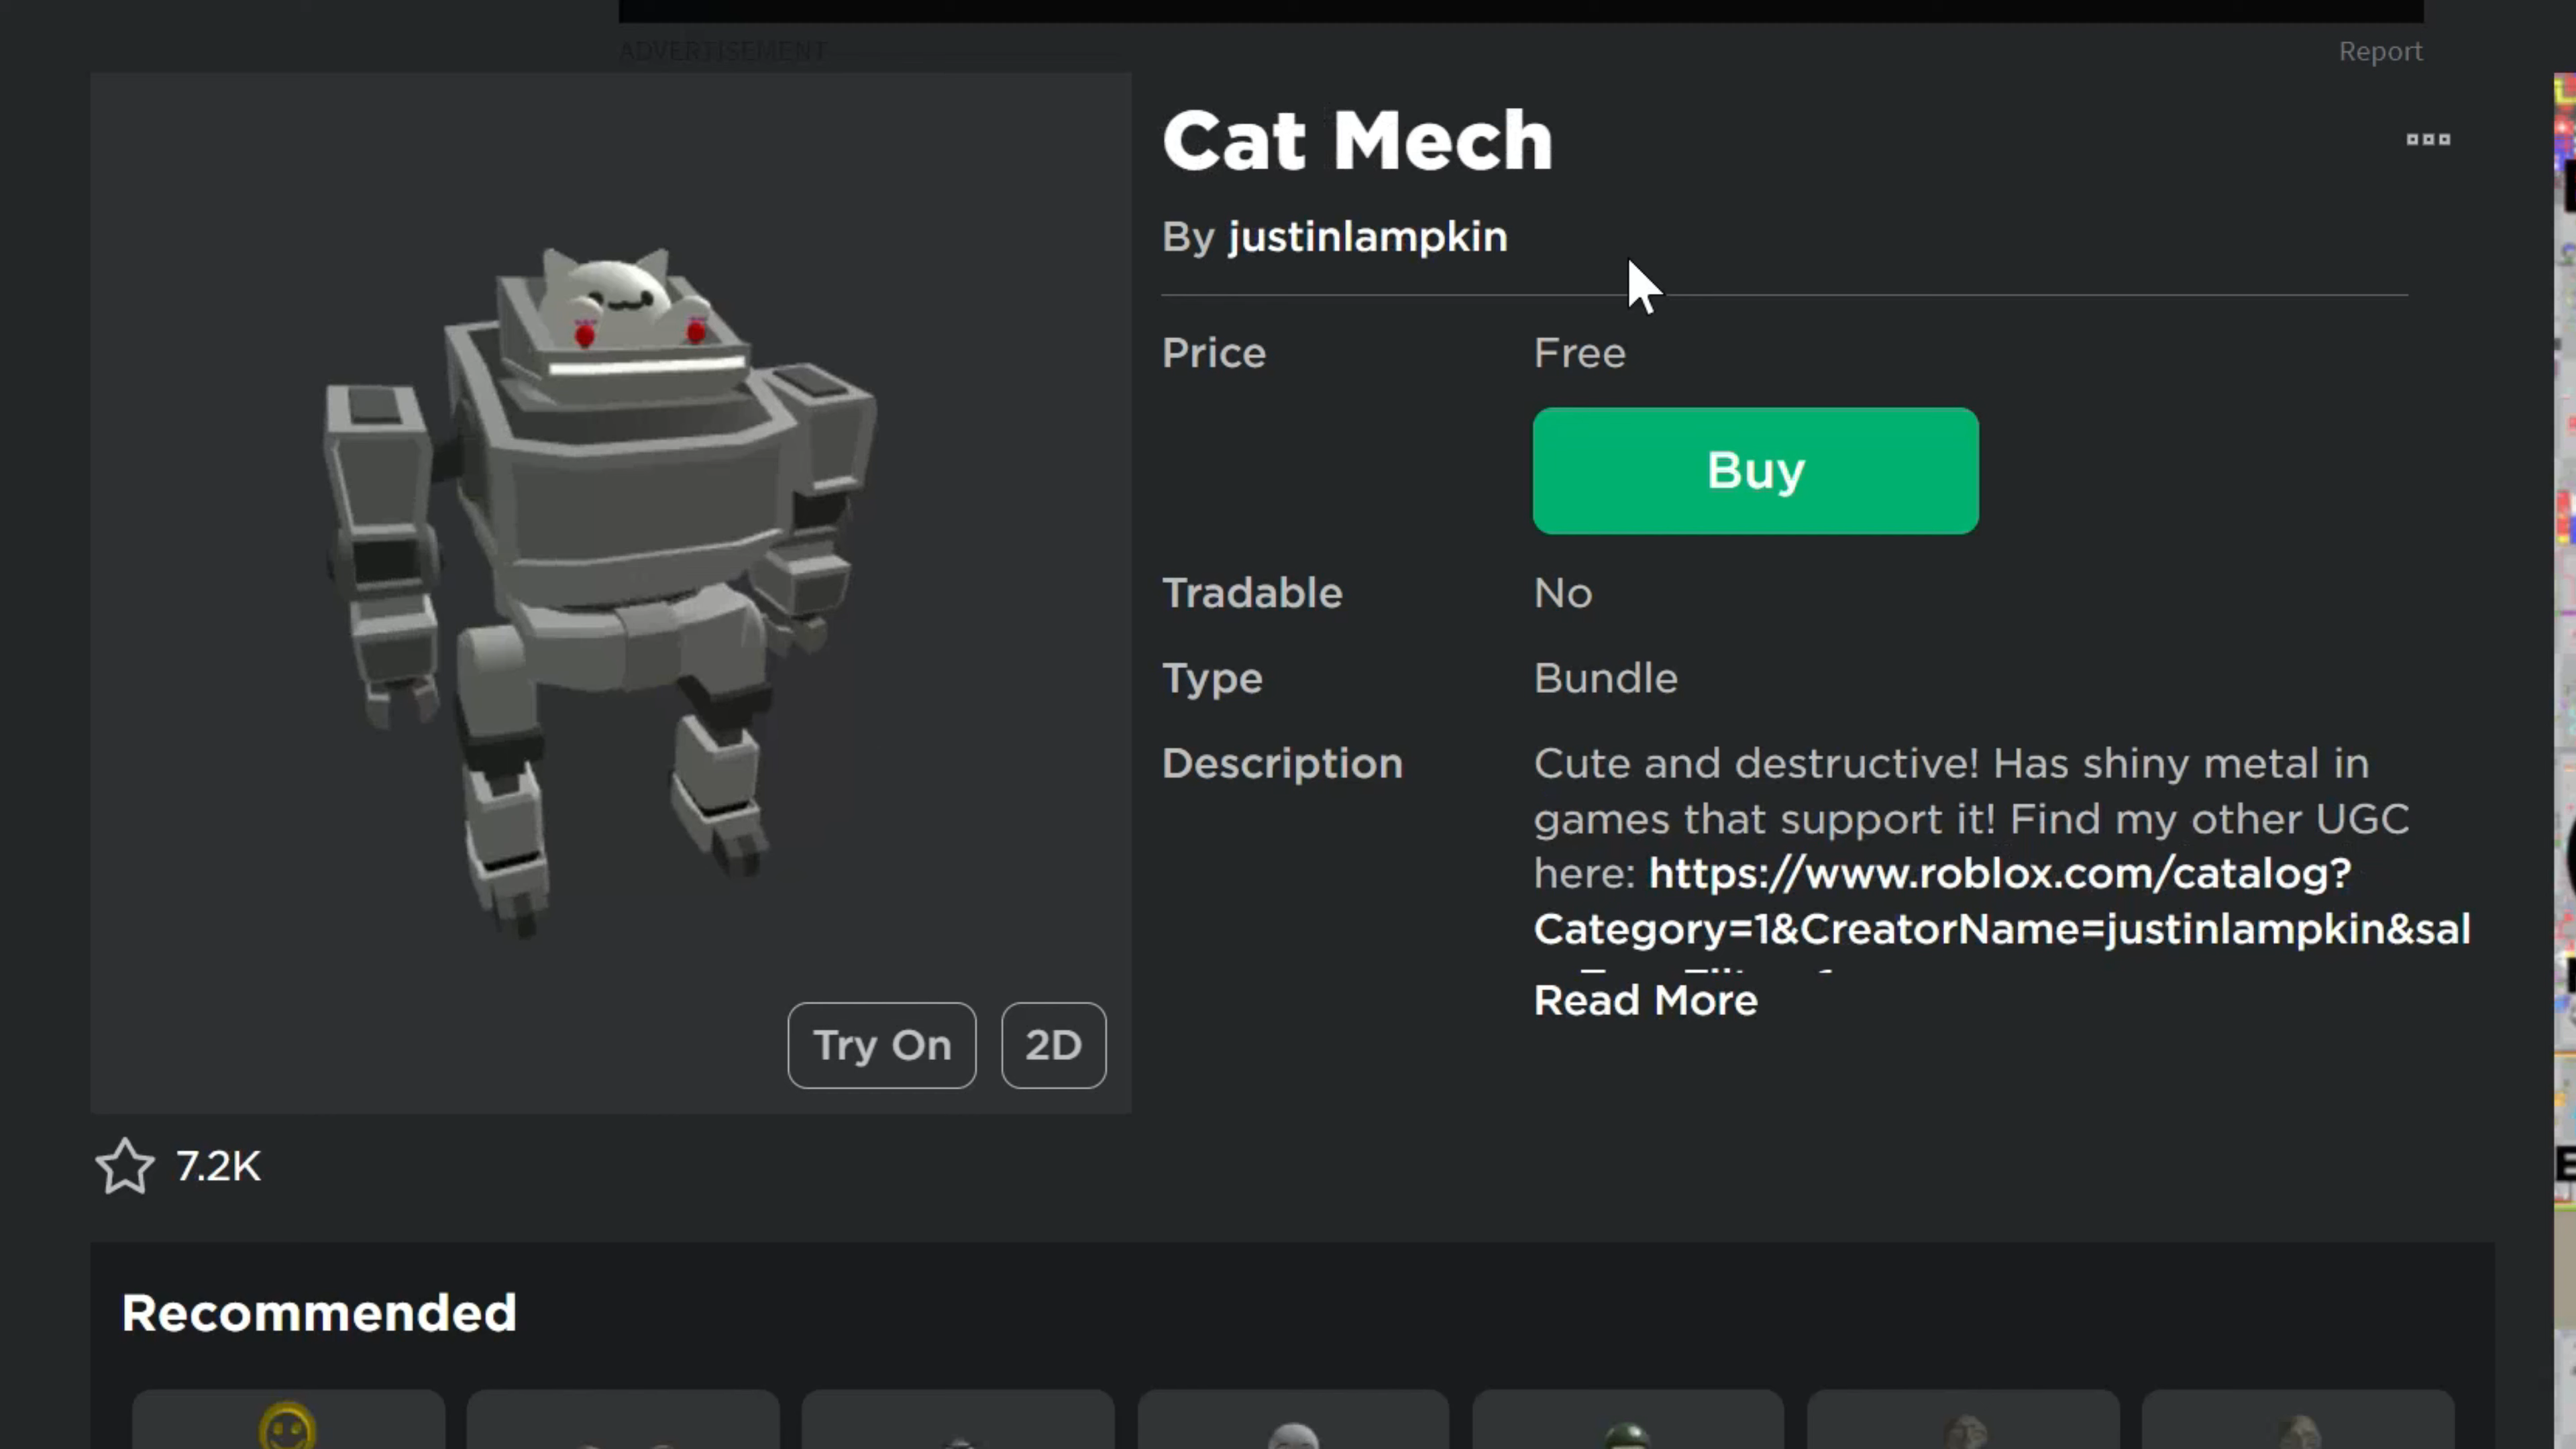 ADVERTISEMENT
Report
Cat Mech
By justinlampkin
Price Free
Buy
Tradable No
Type Bundle
Description Cute and destructive! Has shiny metal in
games that support it! Find my other UGC
here: https://www.roblox.com/catalog?
Category=1&CreatorName=justinlampkin&sal
Read More
Try On 2D
7.2K
Recommended